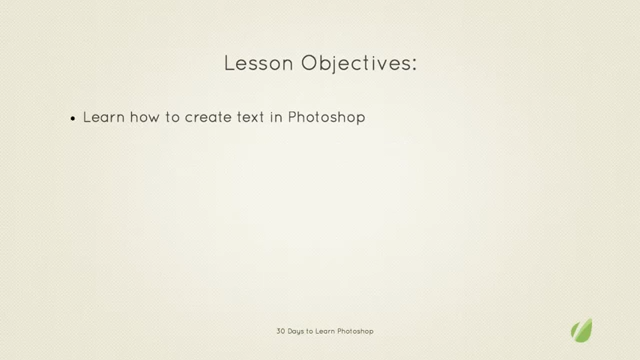 Lesson Objectives:
• Learn how to create text in Photoshop
30 Days to Learn Photoshop